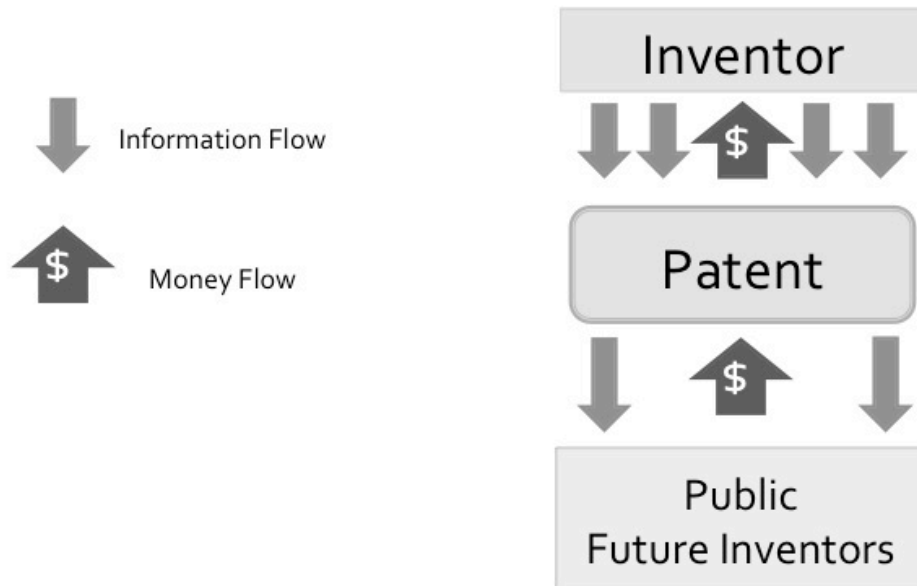 Inventor
Information Flow
$
$
Money Flow
Patent
$
Public
Future Inventors